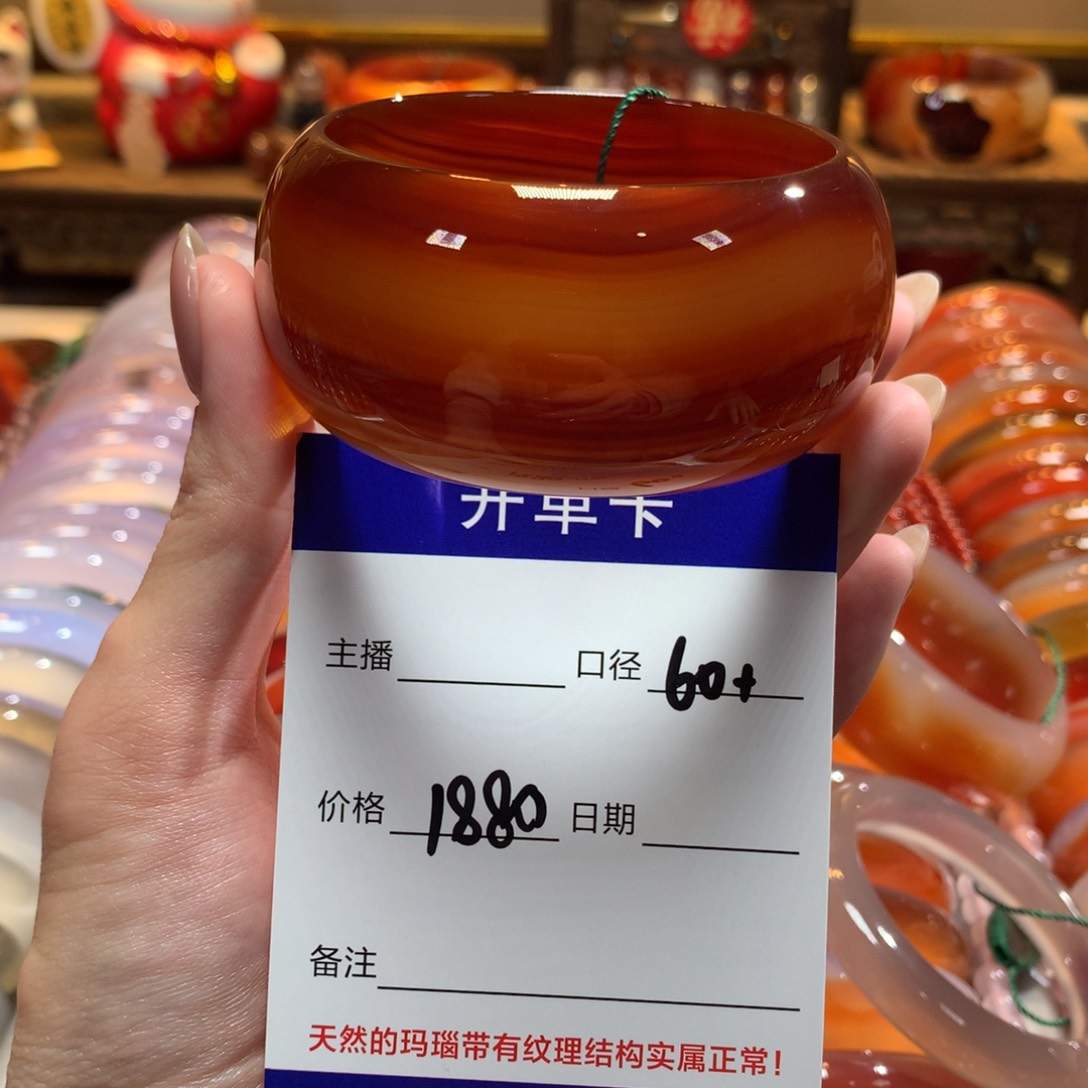 开单卡
主播 口径 60+
价格 1880 日期
备注
天然的玛瑙带有纹理结构实属正常!